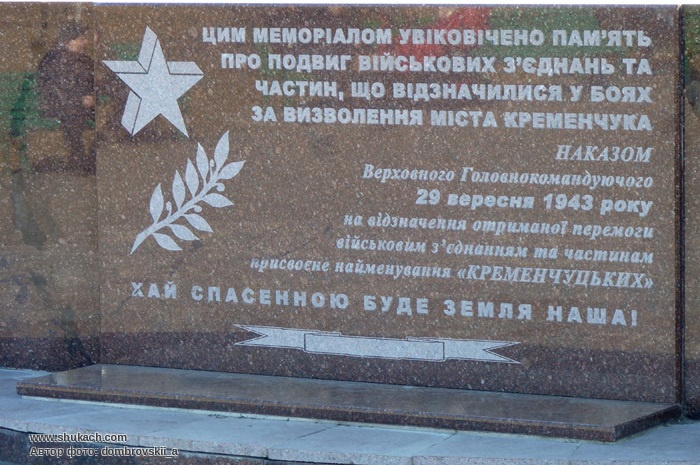 ЦИМ МЕМОРІАЛОМ УВІКОВІЧЕНО ПАМ'ЯТЬ
ПРО ПОДВИГ ВІЙСЬКОВИХ З'ЄДНАНЬ ТА
ЧАСТИН, ЩО ВІДЗНАЧИЛИСЯ У БОЯХ
ЗА ВИЗВОЛЕННЯ МІСТА КРЕМЕНЧУКА
НАКАЗОМ
Верховного Головнокомандуючого
29 вересня 1943 року
на відзначення отриманої перемоги
військовим з'єднанням та частинам
присвоєне найменування «КРЕМЕНЧУЦЬКИХ»
ХАЙ СПАСЕННОЮ БУДЕ ЗЕМЛЯ НАША!
www.shukach.com
Автор фото: dombrovskii_a